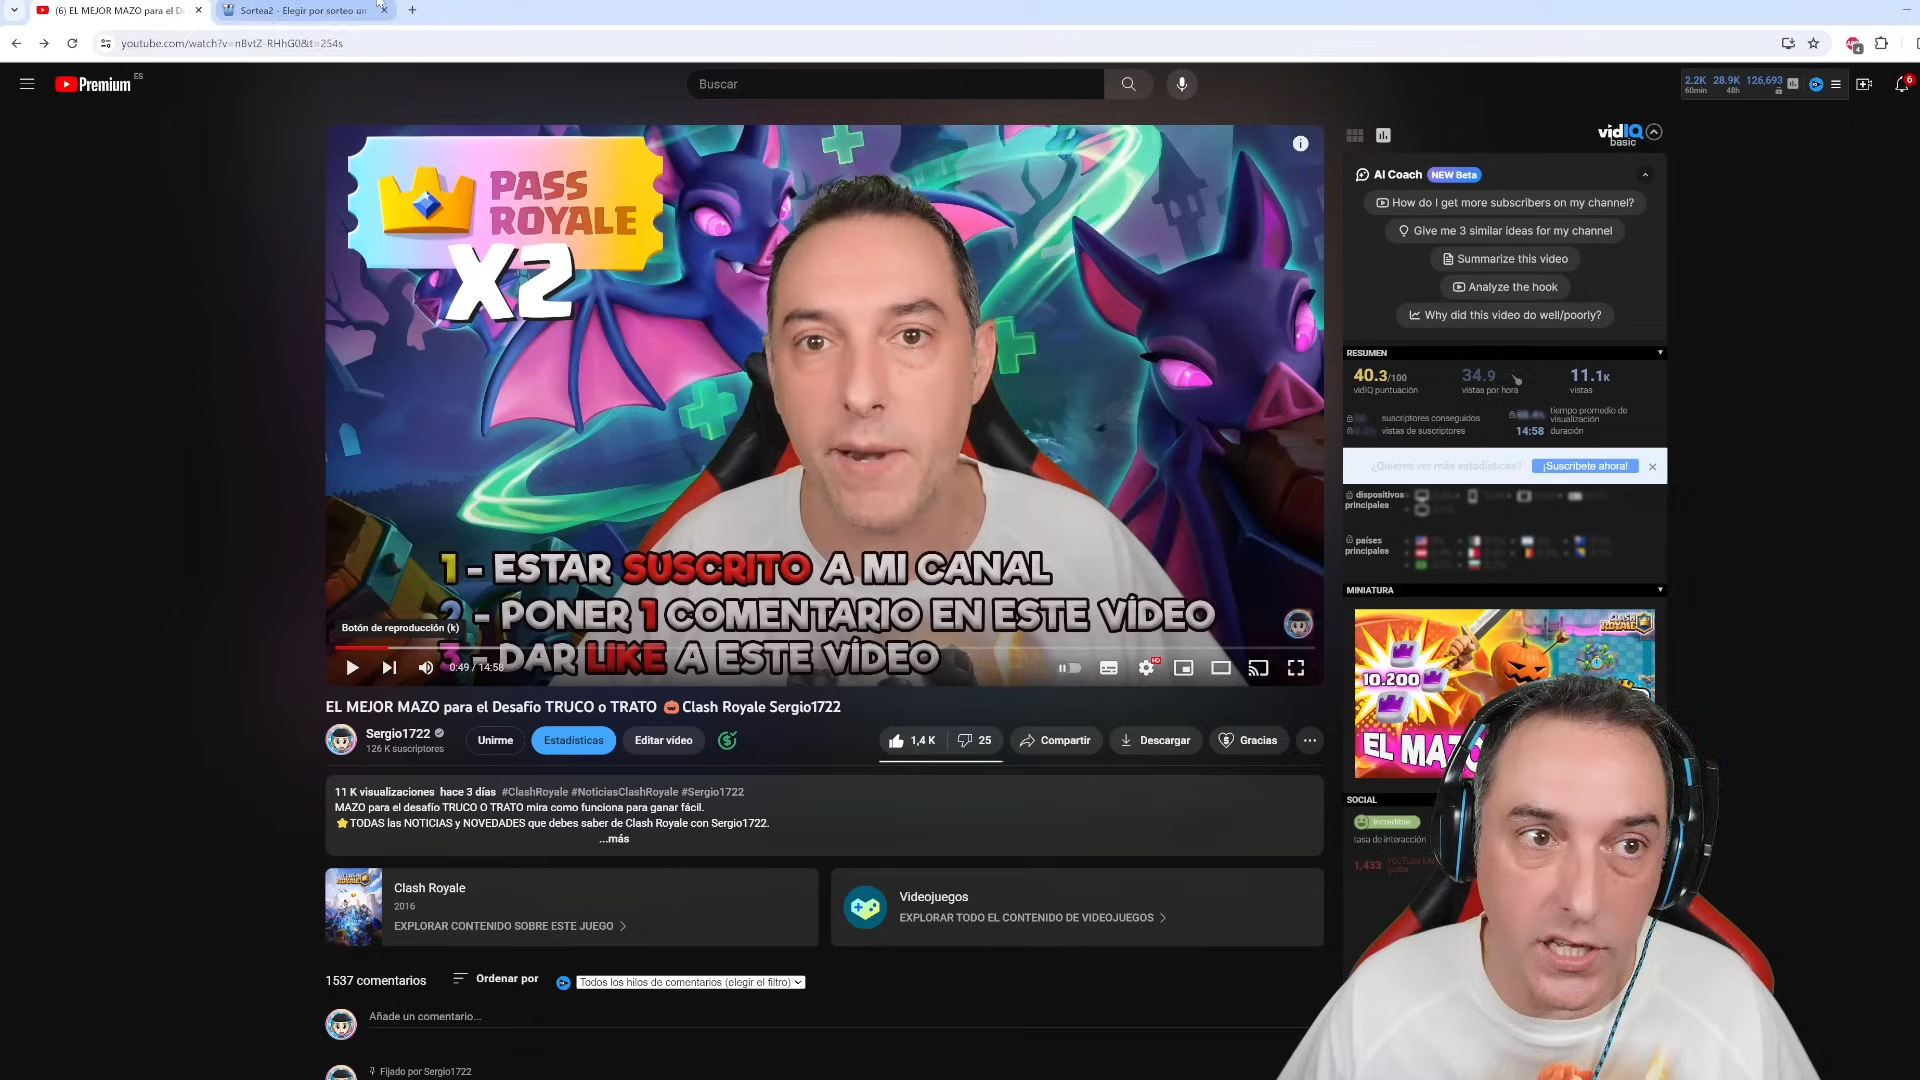 (6) EL MEJOR MAZO para el De
Sortea2 - Elegir por sorteo un
youtube.com/watch?v=nBvtZ-RHhG0&t=254s
Premium
ES
Buscar
2.2K 28.9K 126,693
60min 48h
4
6
PASS
ROYALE
X2
i
1 - ESTAR SUSCRITO A MI CANAL
2 - PONER 1 COMENTARIO EN ESTE VÍDEO
3 - DAR LIKE A ESTE VÍDEO
Botón de reproducción (k)
0:49 / 14:58
HD
EL MEJOR MAZO para el Desafío TRUCO o TRATO 🎃 Clash Royale Sergio1722
Sergio1722
126 K suscriptores
Unirme
Estadísticas
Editar vídeo
1,4 K
25
Compartir
Descargar
Gracias
11 K visualizaciones hace 3 días #ClashRoyale #NoticiasClashRoyale #Sergio1722
MAZO para el desafío TRUCO O TRATO mira como funciona para ganar fácil.
⭐TODAS las NOTICIAS y NOVEDADES que debes saber de Clash Royale con Sergio1722.
...más
Clash Royale
2016
EXPLORAR CONTENIDO SOBRE ESTE JUEGO
Videojuegos
EXPLORAR TODO EL CONTENIDO DE VIDEOJUEGOS
1537 comentarios
Ordenar por
Todos los hilos de comentarios (elegir el filtro)
Añade un comentario...
Fijado por Sergio1722
vidIQ
basic
AI Coach NEW Beta
How do I get more subscribers on my channel?
Give me 3 similar ideas for my channel
Summarize this video
Analyze the hook
Why did this video do well/poorly?
RESUMEN
40.3/100
vidIQ puntuación
34.9
vistas por hora
11.1K
vistas
suscriptores conseguidos
tiempo promedio de
visualización
vistas de suscriptores
14:58 duración
¿Quieres ver más estadísticas?
¡Suscríbete ahora!
dispositivos
principales
países
principales
MINIATURA
CLASH
ROYALE
10.200
EL MAZO
SOCIAL
Incredible
tasa de interacción
1,433